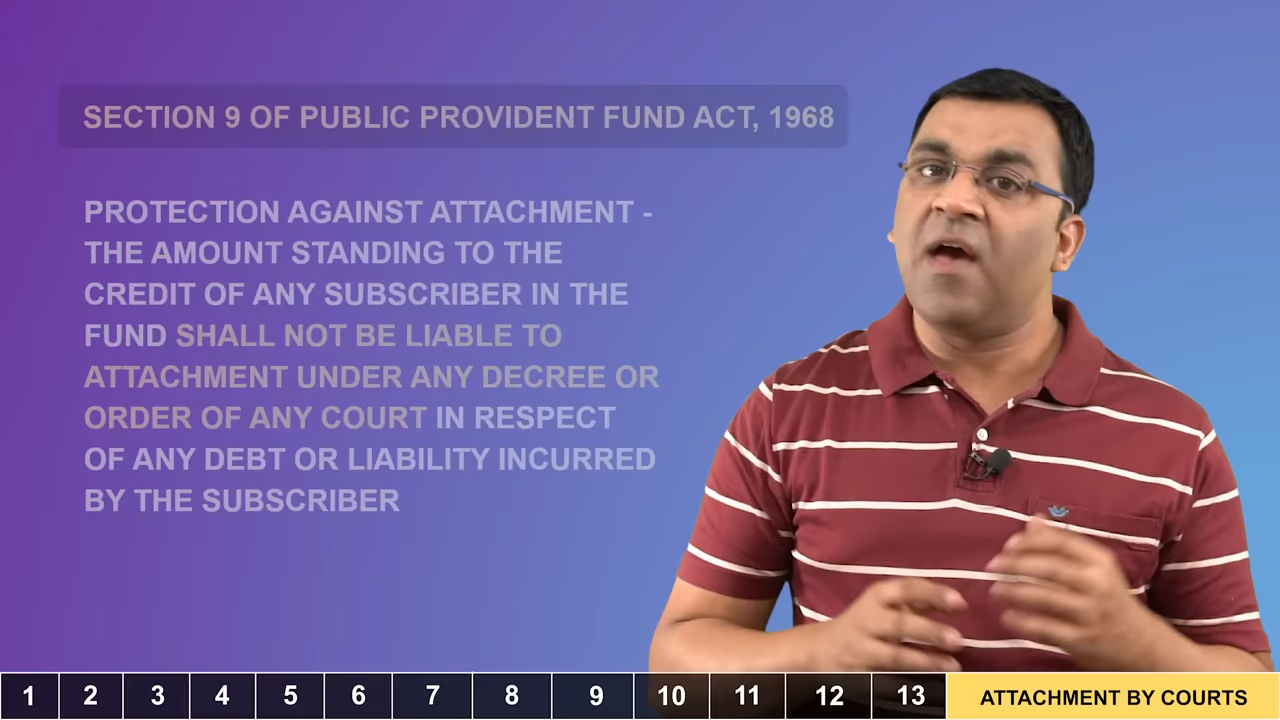 SECTION 9 OF PUBLIC PROVIDENT FUND ACT, 1968
PROTECTION AGAINST ATTACHMENT -
THE AMOUNT STANDING TO THE
CREDIT OF ANY SUBSCRIBER IN THE
FUND SHALL NOT BE LIABLE TO
ATTACHMENT UNDER ANY DECREE OR
ORDER OF ANY COURT IN RESPECT
OF ANY DEBT OR LIABILITY INCURRED
BY THE SUBSCRIBER
1 2 3 4 5 6 7 8 9 10 11 12 13 ATTACHMENT BY COURTS